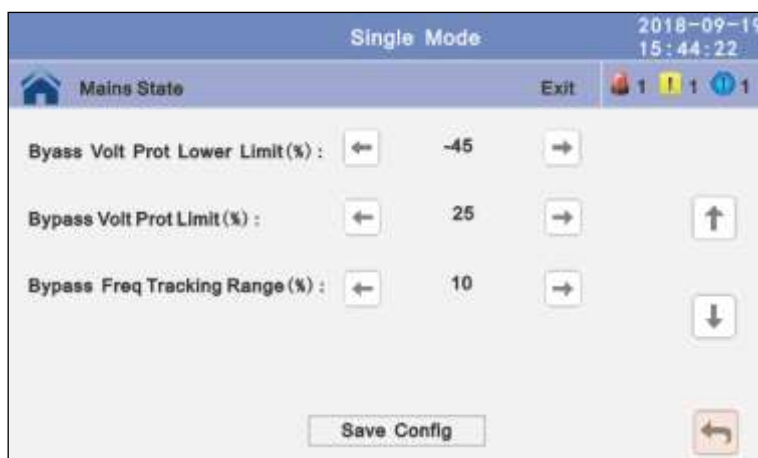 Single Mode 2018-09-19
15:44:22
Mains State Exit 1 ! 1 1
Byass Volt Prot Lower Limit(%) : -45
Bypass Volt Prot Limit(%) : 25
Bypass Freq Tracking Range(%) : 10
Save Config